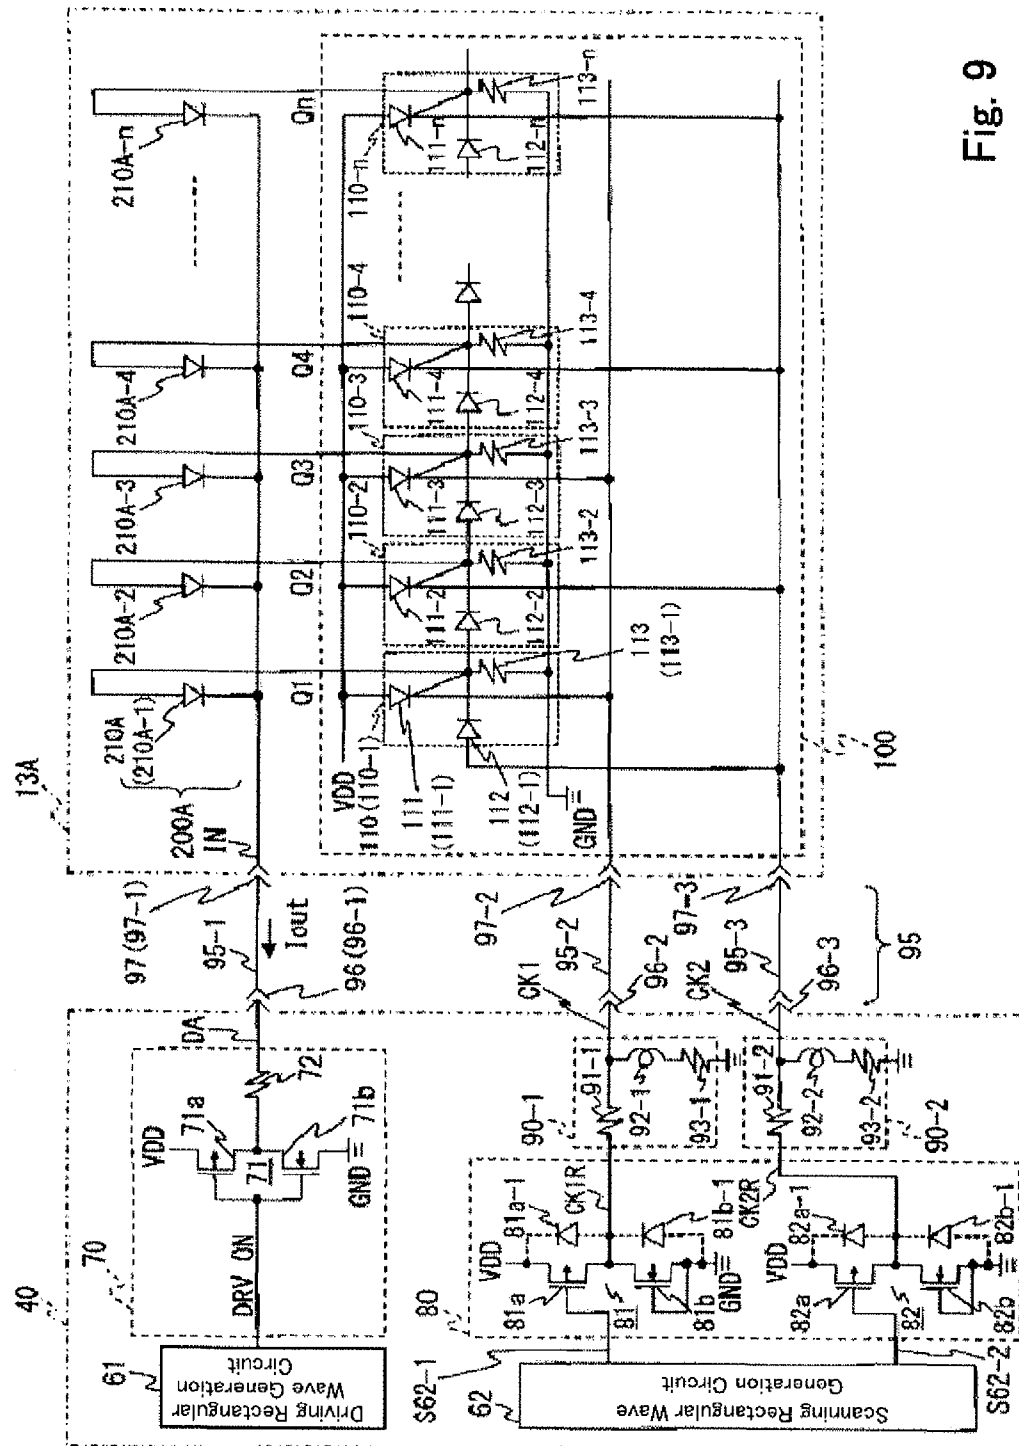 Fig. 9
40
13A
61
Driving Rectangular
Wave Generation
Circuit
DRV ON
70
VDD
71a
71
71b
GND
72
DA
97 (97-1)
95-1
Iout
96 (96-1)
200A
IN
210A
(210A-1)
210A-2
210A-3
210A-4
210A-n
Q1
Q2
Q3
Q4
Qn
VDD
110 (110-1)
110-2
110-3
110-4
110-n
111
(111-1)
111-2
111-3
111-4
111-n
112
(112-1)
112-2
112-3
112-4
112-n
113
(113-1)
113-2
113-3
113-4
113-n
GND
100
S62-1
62
Scanning Rectangular Wave
Generation Circuit
S62-2
80
VDD
81a
81a-1
81
81b
81b-1
GND
CK1R
CK2R
VDD
82a
82a-1
82
82b
82b-1
90-1
91-1
92-1
93-1
90-2
91-2
92-2
93-2
CK1
CK2
96-2
95-2
97-2
96-3
95-3
97-3
95